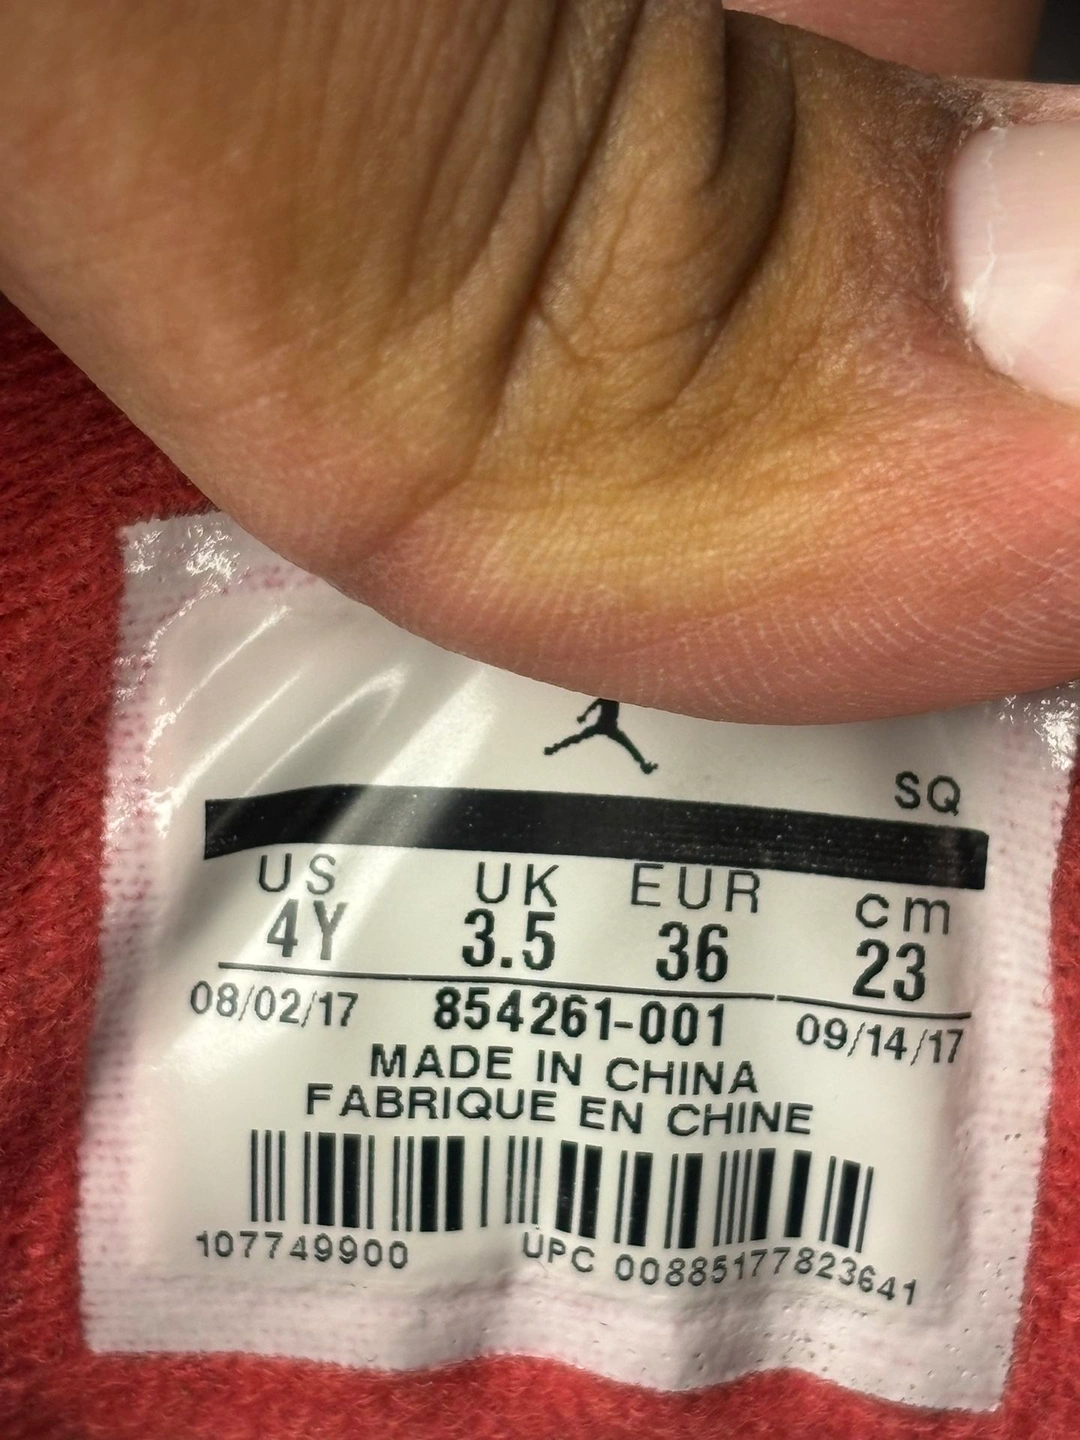 SQ
US UK EUR cm
4Y 3.5 36 23
08/02/17 854261-001 09/14/17
MADE IN CHINA
FABRIQUE EN CHINE
107749900 UPC 00885177823641